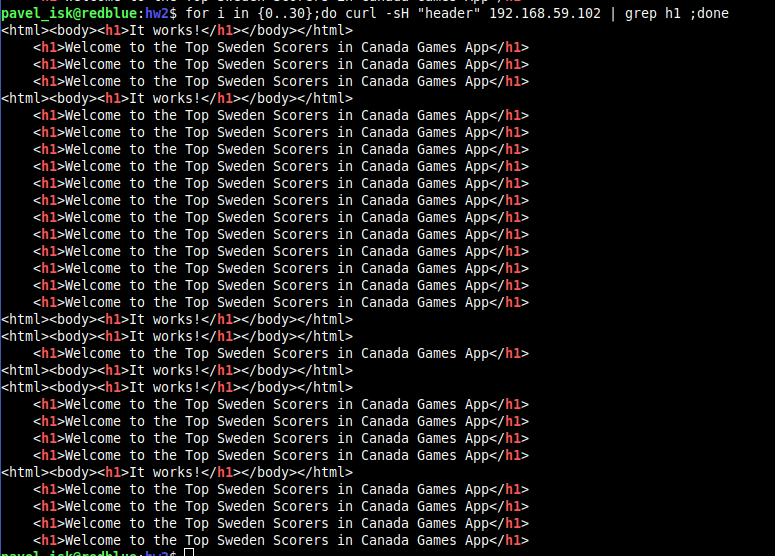 pavel_isk@redblue:hw2$ for i in {0..30};do curl -sH "header" 192.168.59.102 | grep h1 ;done
<html><body><h1>It works!</h1></body></html>
    <h1>Welcome to the Top Sweden Scorers in Canada Games App</h1>
    <h1>Welcome to the Top Sweden Scorers in Canada Games App</h1>
    <h1>Welcome to the Top Sweden Scorers in Canada Games App</h1>
<html><body><h1>It works!</h1></body></html>
    <h1>Welcome to the Top Sweden Scorers in Canada Games App</h1>
    <h1>Welcome to the Top Sweden Scorers in Canada Games App</h1>
    <h1>Welcome to the Top Sweden Scorers in Canada Games App</h1>
    <h1>Welcome to the Top Sweden Scorers in Canada Games App</h1>
    <h1>Welcome to the Top Sweden Scorers in Canada Games App</h1>
    <h1>Welcome to the Top Sweden Scorers in Canada Games App</h1>
    <h1>Welcome to the Top Sweden Scorers in Canada Games App</h1>
    <h1>Welcome to the Top Sweden Scorers in Canada Games App</h1>
    <h1>Welcome to the Top Sweden Scorers in Canada Games App</h1>
    <h1>Welcome to the Top Sweden Scorers in Canada Games App</h1>
    <h1>Welcome to the Top Sweden Scorers in Canada Games App</h1>
    <h1>Welcome to the Top Sweden Scorers in Canada Games App</h1>
<html><body><h1>It works!</h1></body></html>
<html><body><h1>It works!</h1></body></html>
    <h1>Welcome to the Top Sweden Scorers in Canada Games App</h1>
<html><body><h1>It works!</h1></body></html>
<html><body><h1>It works!</h1></body></html>
    <h1>Welcome to the Top Sweden Scorers in Canada Games App</h1>
    <h1>Welcome to the Top Sweden Scorers in Canada Games App</h1>
    <h1>Welcome to the Top Sweden Scorers in Canada Games App</h1>
    <h1>Welcome to the Top Sweden Scorers in Canada Games App</h1>
<html><body><h1>It works!</h1></body></html>
    <h1>Welcome to the Top Sweden Scorers in Canada Games App</h1>
    <h1>Welcome to the Top Sweden Scorers in Canada Games App</h1>
    <h1>Welcome to the Top Sweden Scorers in Canada Games App</h1>
    <h1>Welcome to the Top Sweden Scorers in Canada Games App</h1>
pavel_isk@redblue:hw2$